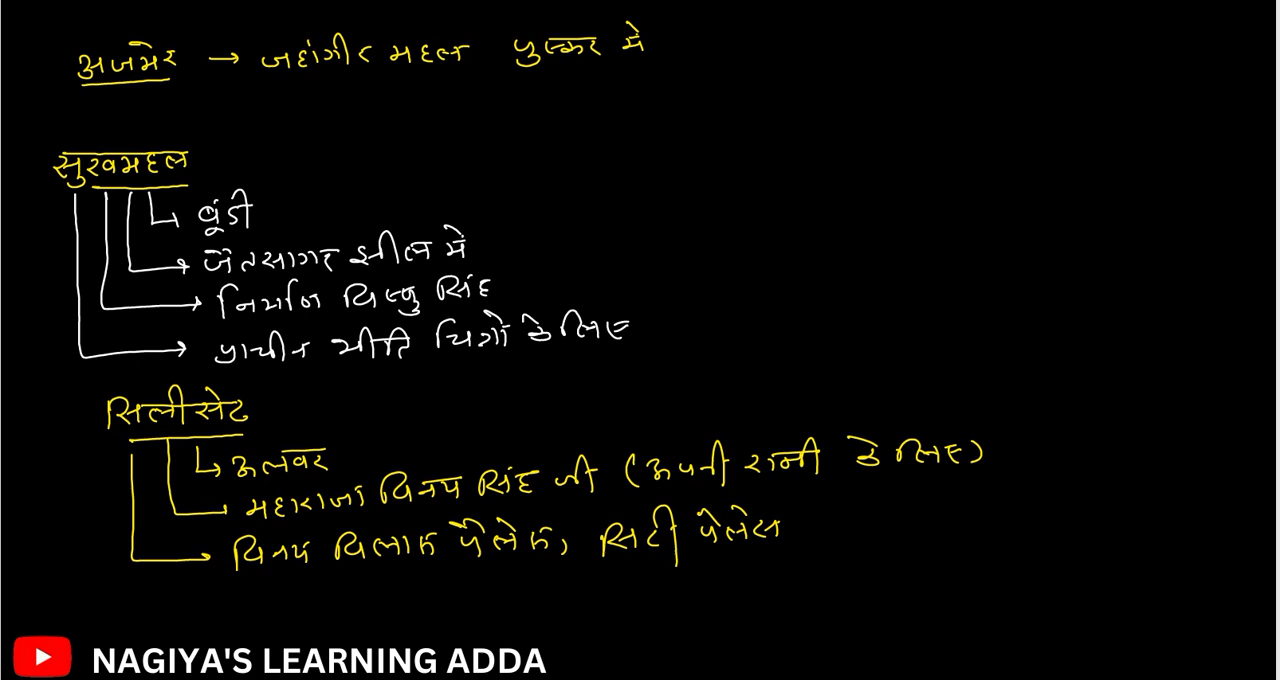 अजमेर → जहांगीर महल पुष्कर में
सुखमहल
बूंदी
जैतसागर झील में
निर्माण विष्णु सिंह
प्राचीन भीति चित्रों के लिए
सिलीसेट
अलवर
महाराजा विनय सिंह जी (अपनी रानी के लिए)
विनय विलास पैलेस, सिटी पैलेस
NAGIYA'S LEARNING ADDA